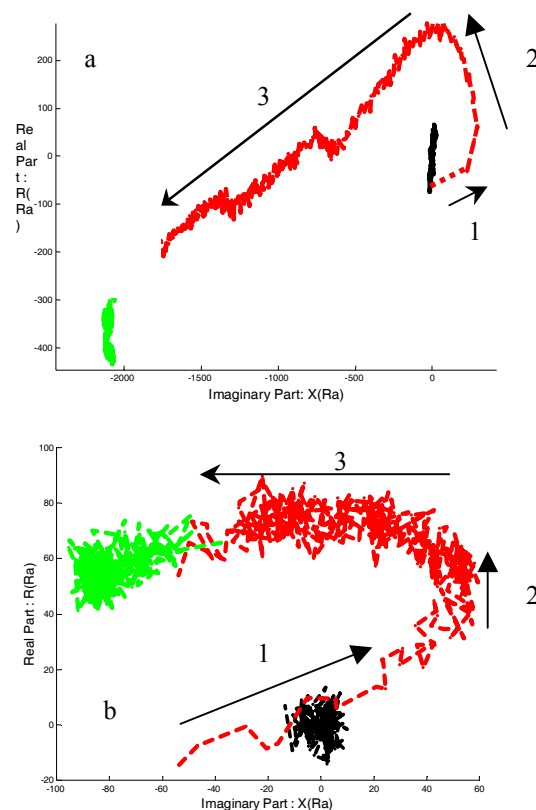 a
3
2
1
200
100
0
-100
-200
-300
-400
Re
al
Par
t :
R(
Ra
)
-2000 -1500 -1000 -500 0
Imaginary Part: X(Ra)
3
2
1
b
100
80
60
40
20
0
-20
Real Part : R(Ra)
-100 -80 -60 -40 -20 0 20 40 60
Imaginary Part : X(Ra)